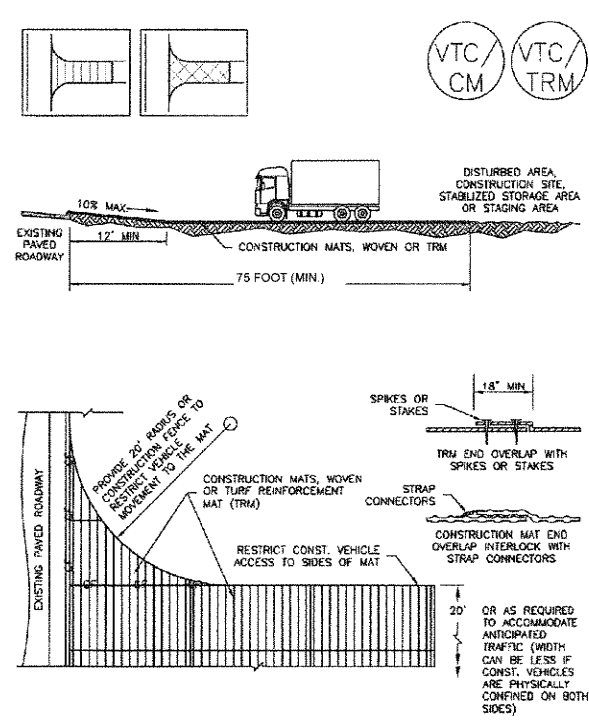 VTC/
CM
VTC/
TRM
DISTURBED AREA,
CONSTRUCTION SITE,
STABILIZED STORAGE AREA
OR STAGING AREA
10% MAX.
EXISTING
PAVED
ROADWAY
12' MIN
CONSTRUCTION MATS, WOVEN OR TRM
75 FOOT (MIN.)
18" MIN
SPIKES OR
STAKES
TRM END OVERLAP WITH
SPIKES OR STAKES
PROVIDE 20' RADIUS OR
CONSTRUCTION FENCE TO
RESTRICT VEHICLE
MOVEMENT TO THE MAT
CONSTRUCTION MATS, WOVEN
OR TURF REINFORCEMENT
MAT (TRM)
STRAP
CONNECTORS
CONSTRUCTION MAT END
OVERLAP INTERLOCK WITH
STRAP CONNECTORS
EXISTING PAVED ROADWAY
RESTRICT CONST. VEHICLE
ACCESS TO SIDES OF MAT
20'
OR AS REQUIRED
TO ACCOMMODATE
ANTICIPATED
TRAFFIC (WIDTH
CAN BE LESS IF
CONST. VEHICLES
ARE PHYSICALLY
CONFINED ON BOTH
SIDES)